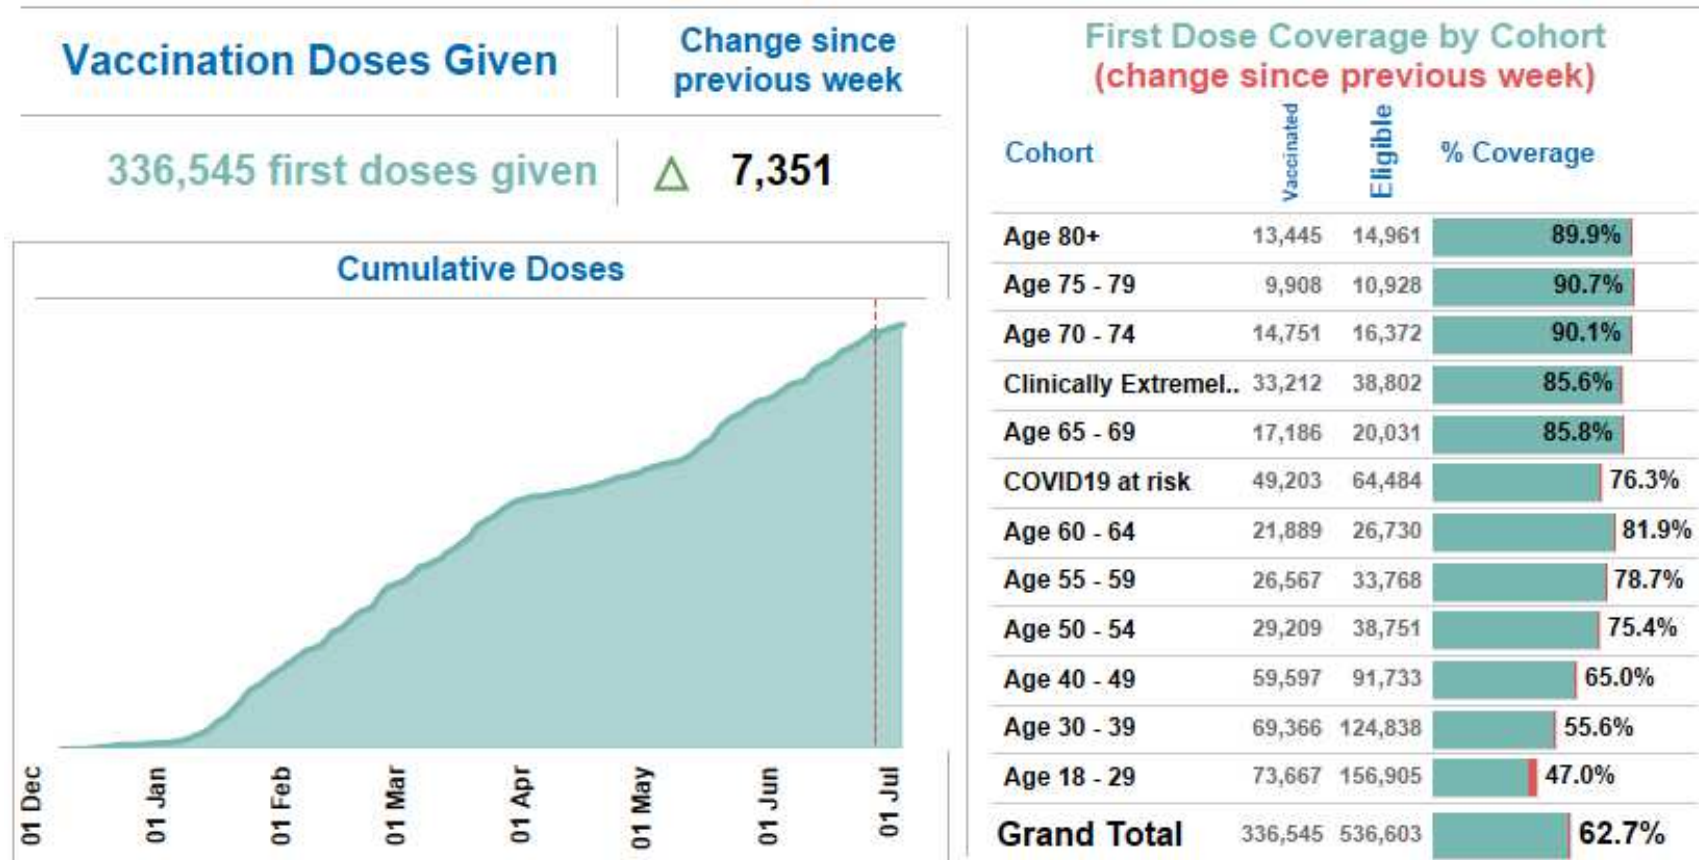 Vaccination Doses Given
Change since
previous week
336,545 first doses given
△ 7,351
Cumulative Doses
01 Dec
01 Jan
01 Feb
01 Mar
01 Apr
01 May
01 Jun
01 Jul
First Dose Coverage by Cohort
(change since previous week)
Cohort Vaccinated Eligible % Coverage
Age 80+ 13,445 14,961 89.9%
Age 75 - 79 9,908 10,928 90.7%
Age 70 - 74 14,751 16,372 90.1%
Clinically Extremel.. 33,212 38,802 85.6%
Age 65 - 69 17,186 20,031 85.8%
COVID19 at risk 49,203 64,484 76.3%
Age 60 - 64 21,889 26,730 81.9%
Age 55 - 59 26,567 33,768 78.7%
Age 50 - 54 29,209 38,751 75.4%
Age 40 - 49 59,597 91,733 65.0%
Age 30 - 39 69,366 124,838 55.6%
Age 18 - 29 73,667 156,905 47.0%
Grand Total 336,545 536,603 62.7%